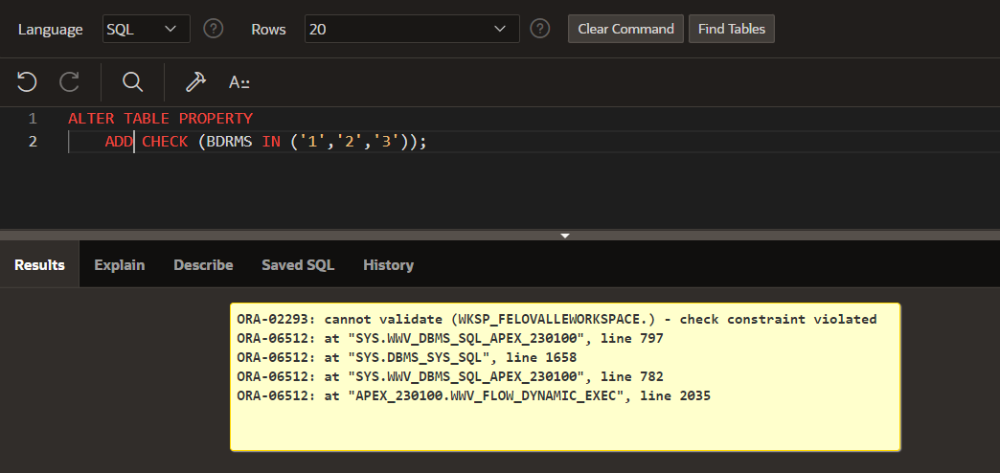 Language SQL Rows 20 Clear Command Find Tables
A::
1 ALTER TABLE PROPERTY
2 ADD CHECK (BDRMS IN ('1','2','3'));
Results Explain Describe Saved SQL History
ORA-02293: cannot validate (WKSP_FELOVALLEWORKSPACE.) - check constraint violated
ORA-06512: at "SYS.WWV_DBMS_SQL_APEX_230100", line 797
ORA-06512: at "SYS.DBMS_SYS_SQL", line 1658
ORA-06512: at "SYS.WWV_DBMS_SQL_APEX_230100", line 782
ORA-06512: at "APEX_230100.WWV_FLOW_DYNAMIC_EXEC", line 2035